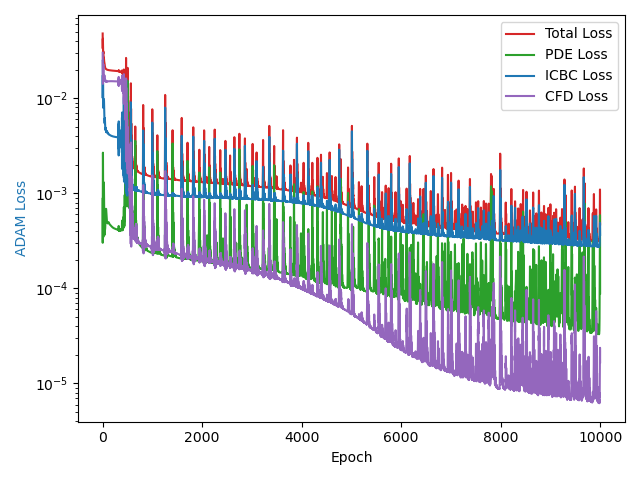 Total Loss
PDE Loss
ICBC Loss
CFD Loss
10⁻²
10⁻³
10⁻⁴
10⁻⁵
ADAM Loss
0 2000 4000 6000 8000 10000
Epoch